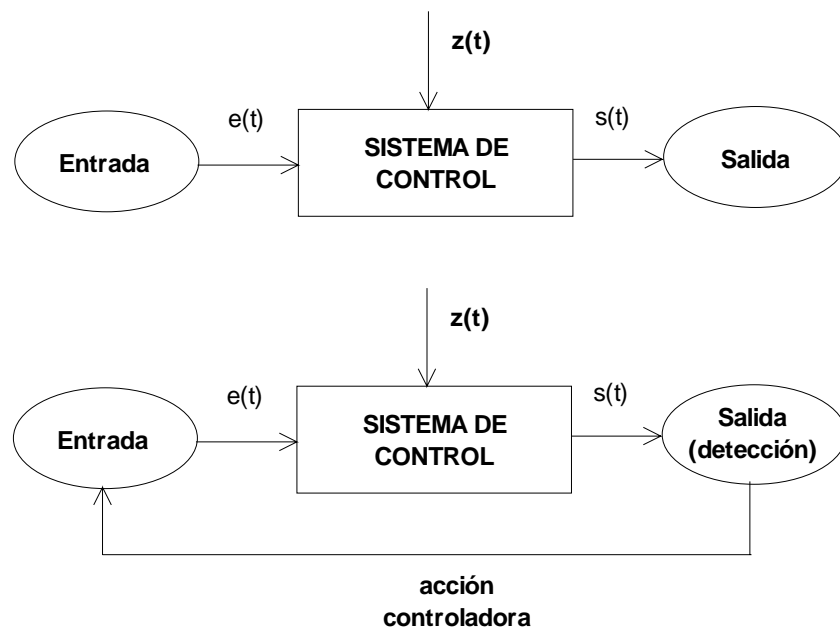 z(t)
e(t)
s(t)
Entrada
SISTEMA DE
CONTROL
Salida
z(t)
e(t)
s(t)
Entrada
SISTEMA DE
CONTROL
Salida
(detección)
acción
controladora